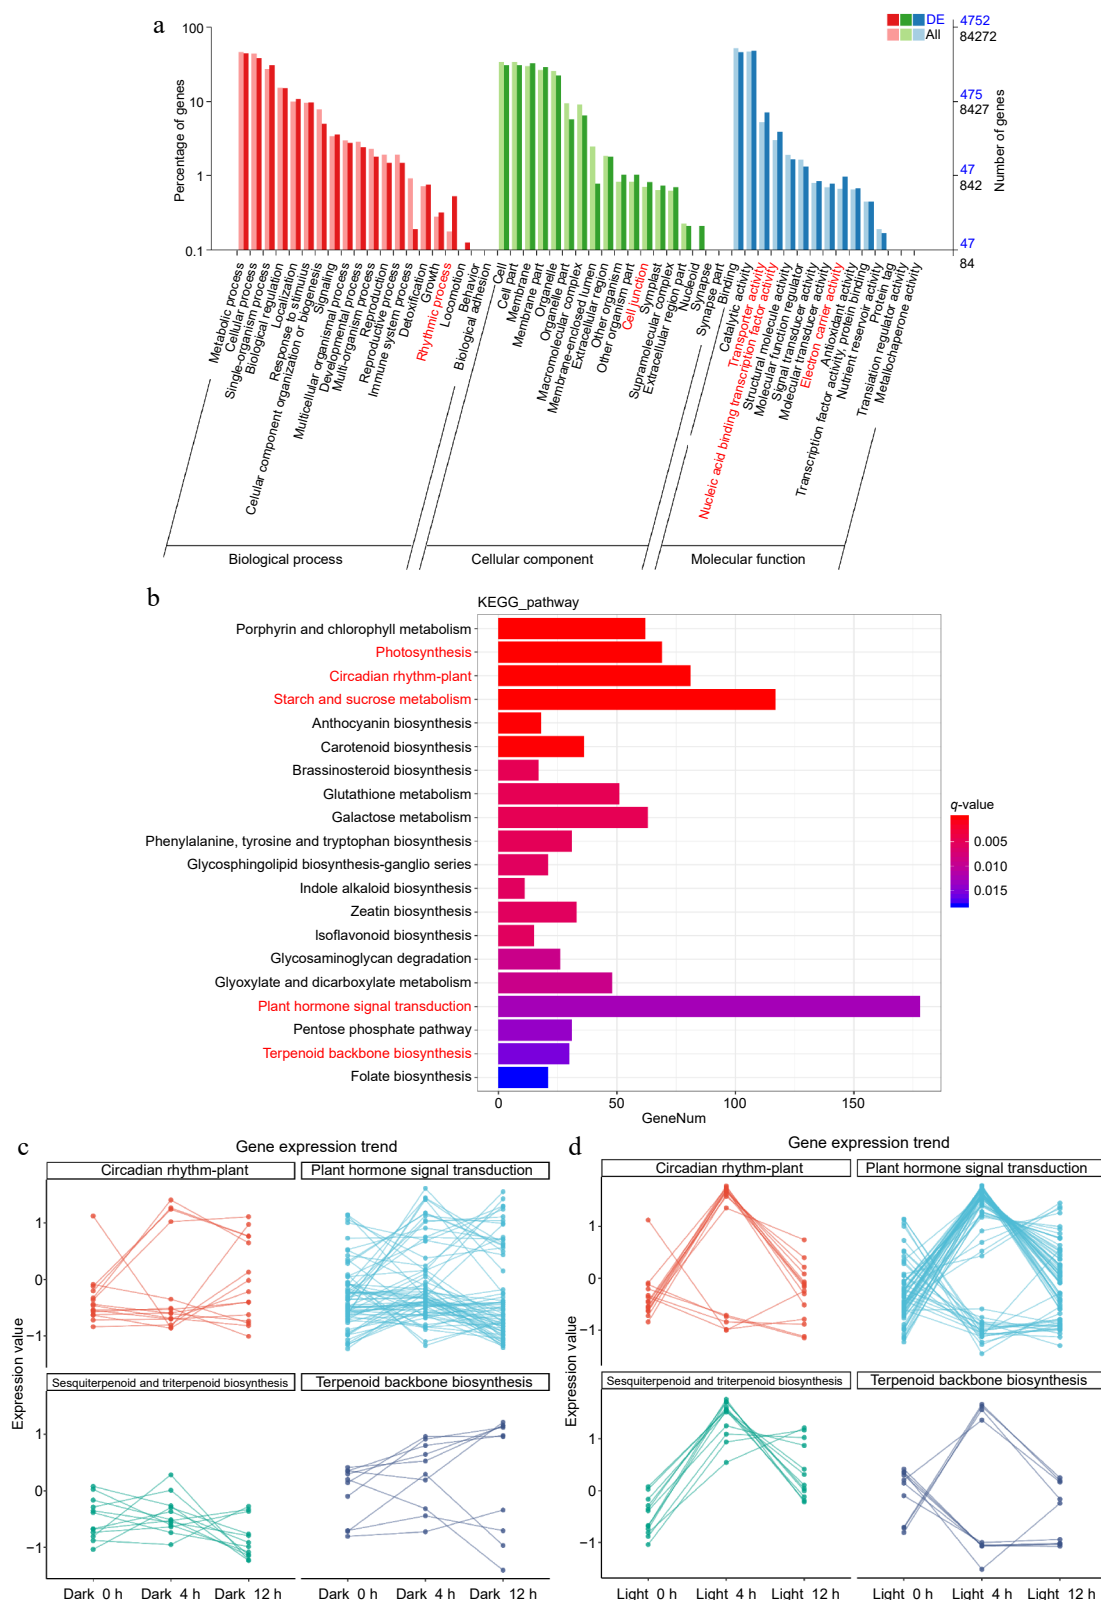 a
100
10
1
0.1
Percentage of genes
DE
All
4752
84272
475
8427
47
842
47
84
Number of genes
Metabolic process
Cellular process
Single-organism process
Biological regulation
Localization
Response to stimulus
Celular component organization or biogenesis
Signaling
Multicellular organismal process
Developmental process
Multi-organism process
Reproduction
Reproductive process
Immune system process
Detoxification
Growth
Rhythmic process
Locomotion
Behavior
Biological adhesion
Cell
Cell part
Membrane
Membrane part
Organelle
Organelle part
Macromolecular complex
Membrane-enclosed lumen
Extracellular region
Other organism
Other organism part
Cell junction
Symplast
Supramolecular complex
Extracellular region part
Nucleoid
Synapse
Synapse part
Binding
Catalytic activity
Transporter activity
Nucleic acid binding transcription factor activity
Structural molecule activity
Molecular function regulator
Signal transducer activity
Molecular transducer activity
Electron carrier activity
Antioxidant activity
Transcription factor activity, protein binding
Nutrient reservoir activity
Protein tag
Translation regulator activity
Metallochaperone activity
Biological process
Cellular component
Molecular function
b
KEGG_pathway
Porphyrin and chlorophyll metabolism
Photosynthesis
Circadian rhythm-plant
Starch and sucrose metabolism
Anthocyanin biosynthesis
Carotenoid biosynthesis
Brassinosteroid biosynthesis
Glutathione metabolism
Galactose metabolism
Phenylalanine, tyrosine and tryptophan biosynthesis
Glycosphingolipid biosynthesis-ganglio series
Indole alkaloid biosynthesis
Zeatin biosynthesis
Isoflavonoid biosynthesis
Glycosaminoglycan degradation
Glyoxylate and dicarboxylate metabolism
Plant hormone signal transduction
Pentose phosphate pathway
Terpenoid backbone biosynthesis
Folate biosynthesis
0
50
100
150
GeneNum
q-value
0.005
0.010
0.015
c
Gene expression trend
Circadian rhythm-plant
Plant hormone signal transduction
1
0
−1
Expression value
Sesquiterpenoid and triterpenoid biosynthesis
Terpenoid backbone biosynthesis
1
0
−1
Dark 0 h
Dark 4 h
Dark 12 h
Dark 0 h
Dark 4 h
Dark 12 h
d
Gene expression trend
Circadian rhythm-plant
Plant hormone signal transduction
1
0
−1
Expression value
Sesquiterpenoid and triterpenoid biosynthesis
Terpenoid backbone biosynthesis
1
0
−1
Light 0 h
Light 4 h
Light 12 h
Light 0 h
Light 4 h
Light 12 h